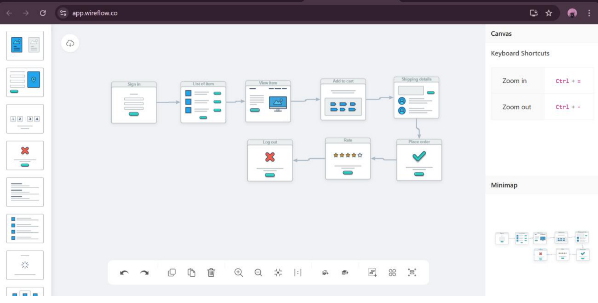 app.wireflow.co
Canvas
Keyboard Shortcuts
Zoom in Ctrl + =
Zoom out Ctrl + -
Sign in
List of item
View item
Add to cart
Shipping details
Log out
Rate
Place order
Minimap